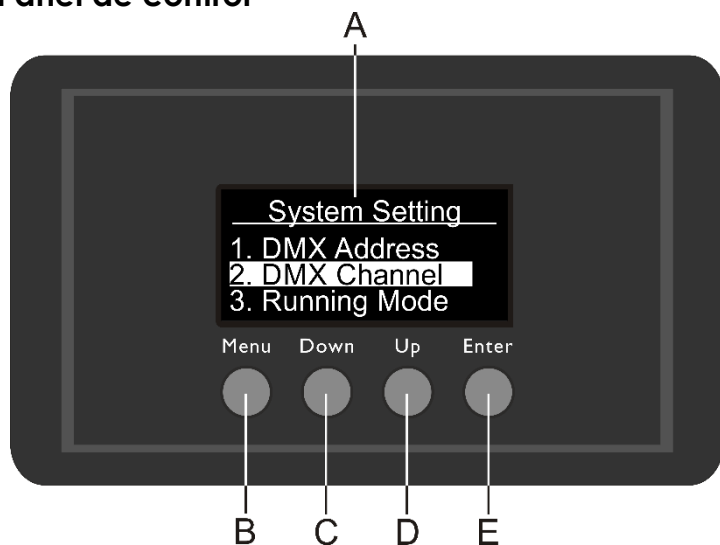 Panel de control
A
System Setting
1. DMX Address
2. DMX Channel
3. Running Mode
Menu Down Up Enter
B C D E